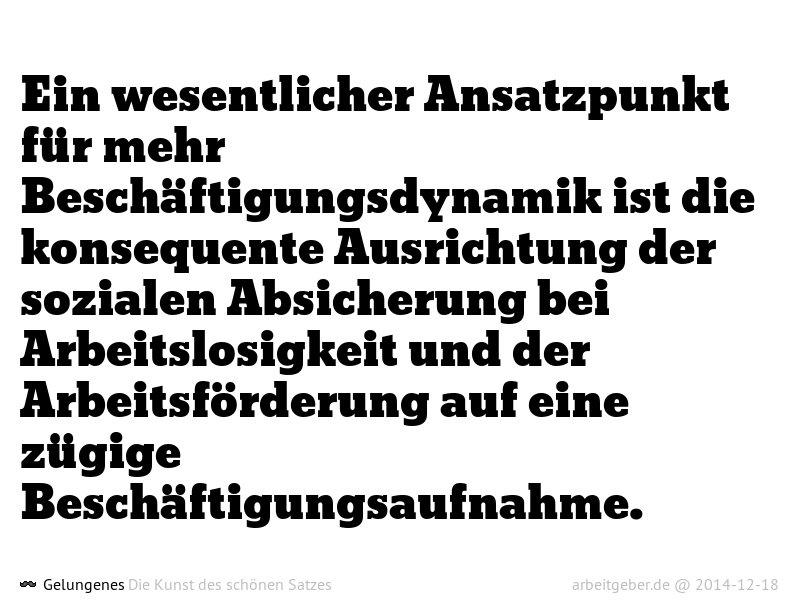 Ein wesentlicher Ansatzpunkt
für mehr
Beschäftigungsdynamik ist die
konsequente Ausrichtung der
sozialen Absicherung bei
Arbeitslosigkeit und der
Arbeitsförderung auf eine
zügige
Beschäftigungsaufnahme.
Gelungenes Die Kunst des schönen Satzes
arbeitgeber.de @ 2014-12-18